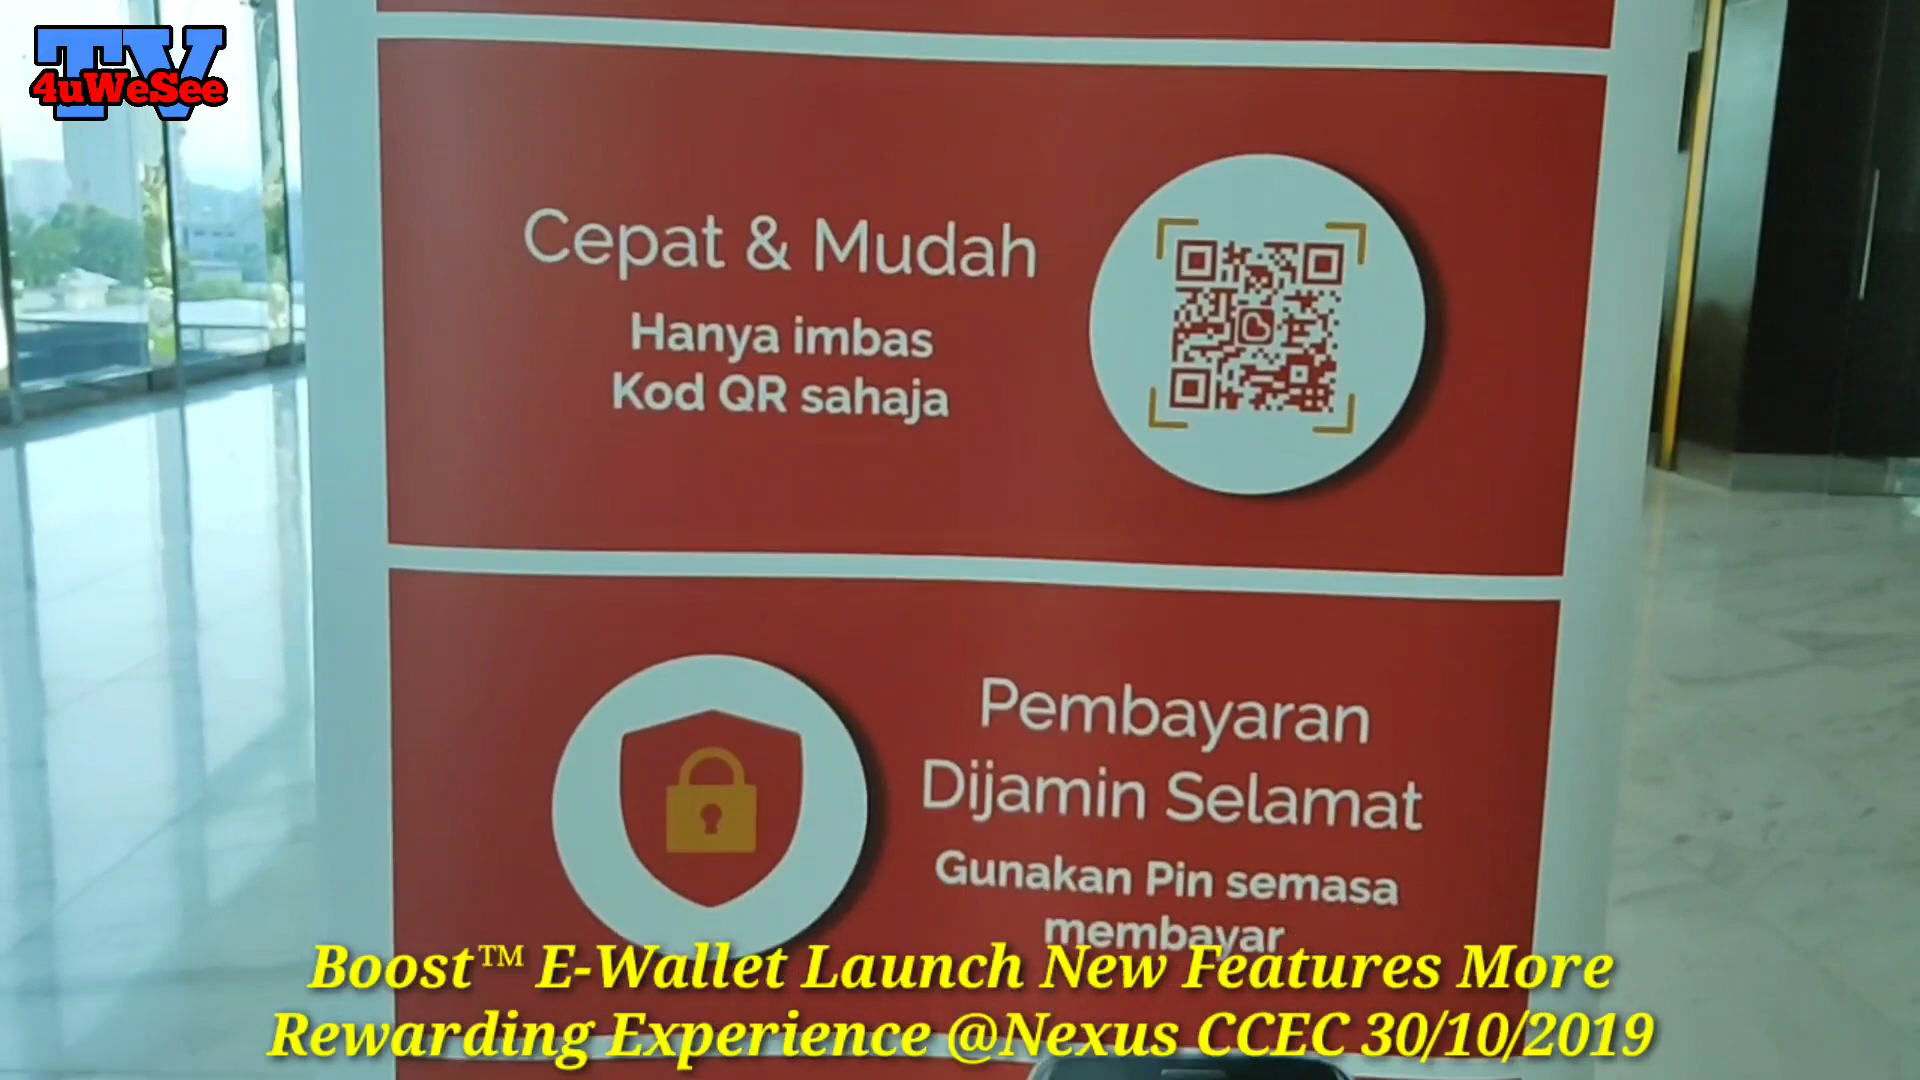 TV
4uWeSee
Cepat & Mudah
Hanya imbas
Kod QR sahaja
Pembayaran
Dijamin Selamat
Gunakan Pin semasa
membayar
Boost™ E-Wallet Launch New Features More
Rewarding Experience @Nexus CCEC 30/10/2019